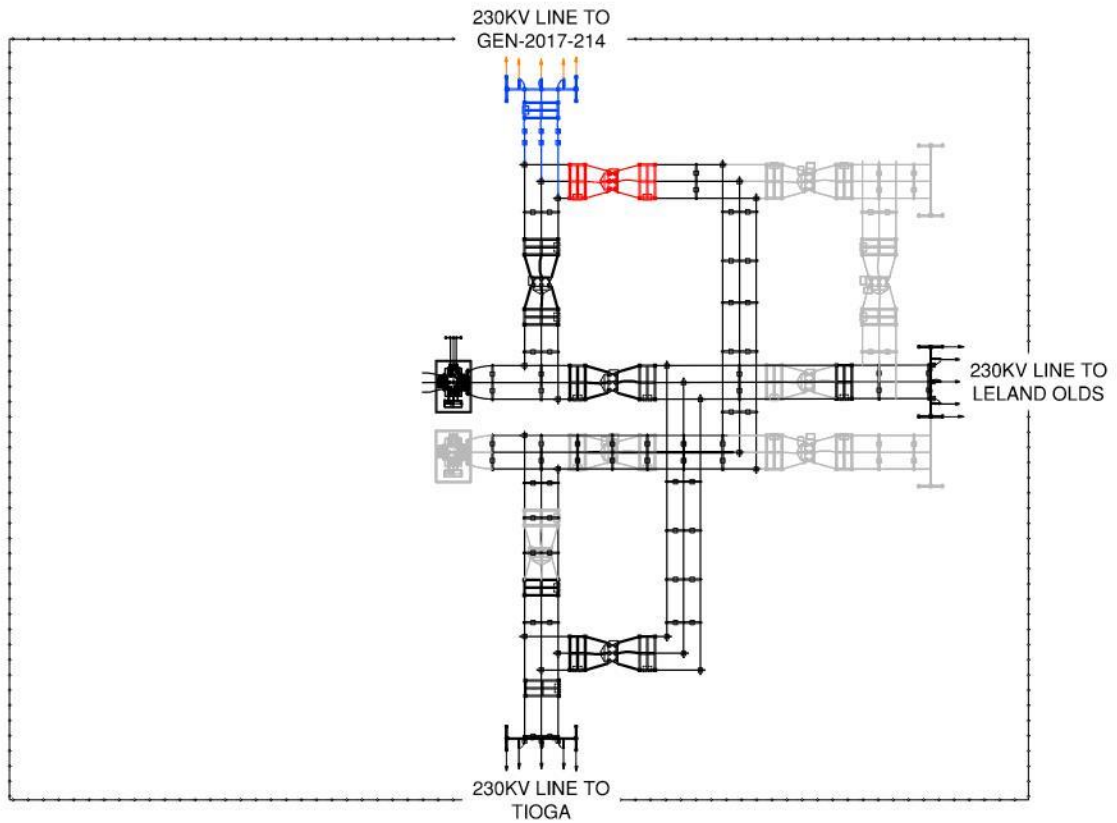 230KV LINE TO
GEN-2017-214
230KV LINE TO
LELAND OLDS
230KV LINE TO
TIOGA